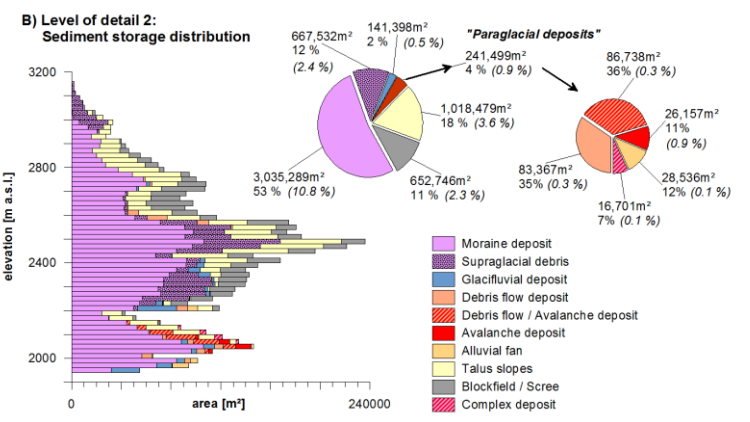 B) Level of detail 2:
Sediment storage distribution
"Paraglacial deposits"
667,532m²
12 %
(2.4 %)
141,398m²
2 % (0.5 %)
241,499m²
4 % (0.9 %)
1,018,479m²
18 % (3.6 %)
652,746m²
11 % (2.3 %)
3,035,289m²
53 % (10.8 %)
86,738m²
36% (0.3 %)
26,157m²
11%
(0.9 %)
28,536m²
12% (0.1 %)
16,701m²
7% (0.1 %)
83,367m²
35% (0.3 %)
elevation [m a.s.l.]
3200
2800
2400
2000
0
area [m²]
240000
Moraine deposit
Supraglacial debris
Glacifluvial deposit
Debris flow deposit
Debris flow / Avalanche deposit
Avalanche deposit
Alluvial fan
Talus slopes
Blockfield / Scree
Complex deposit